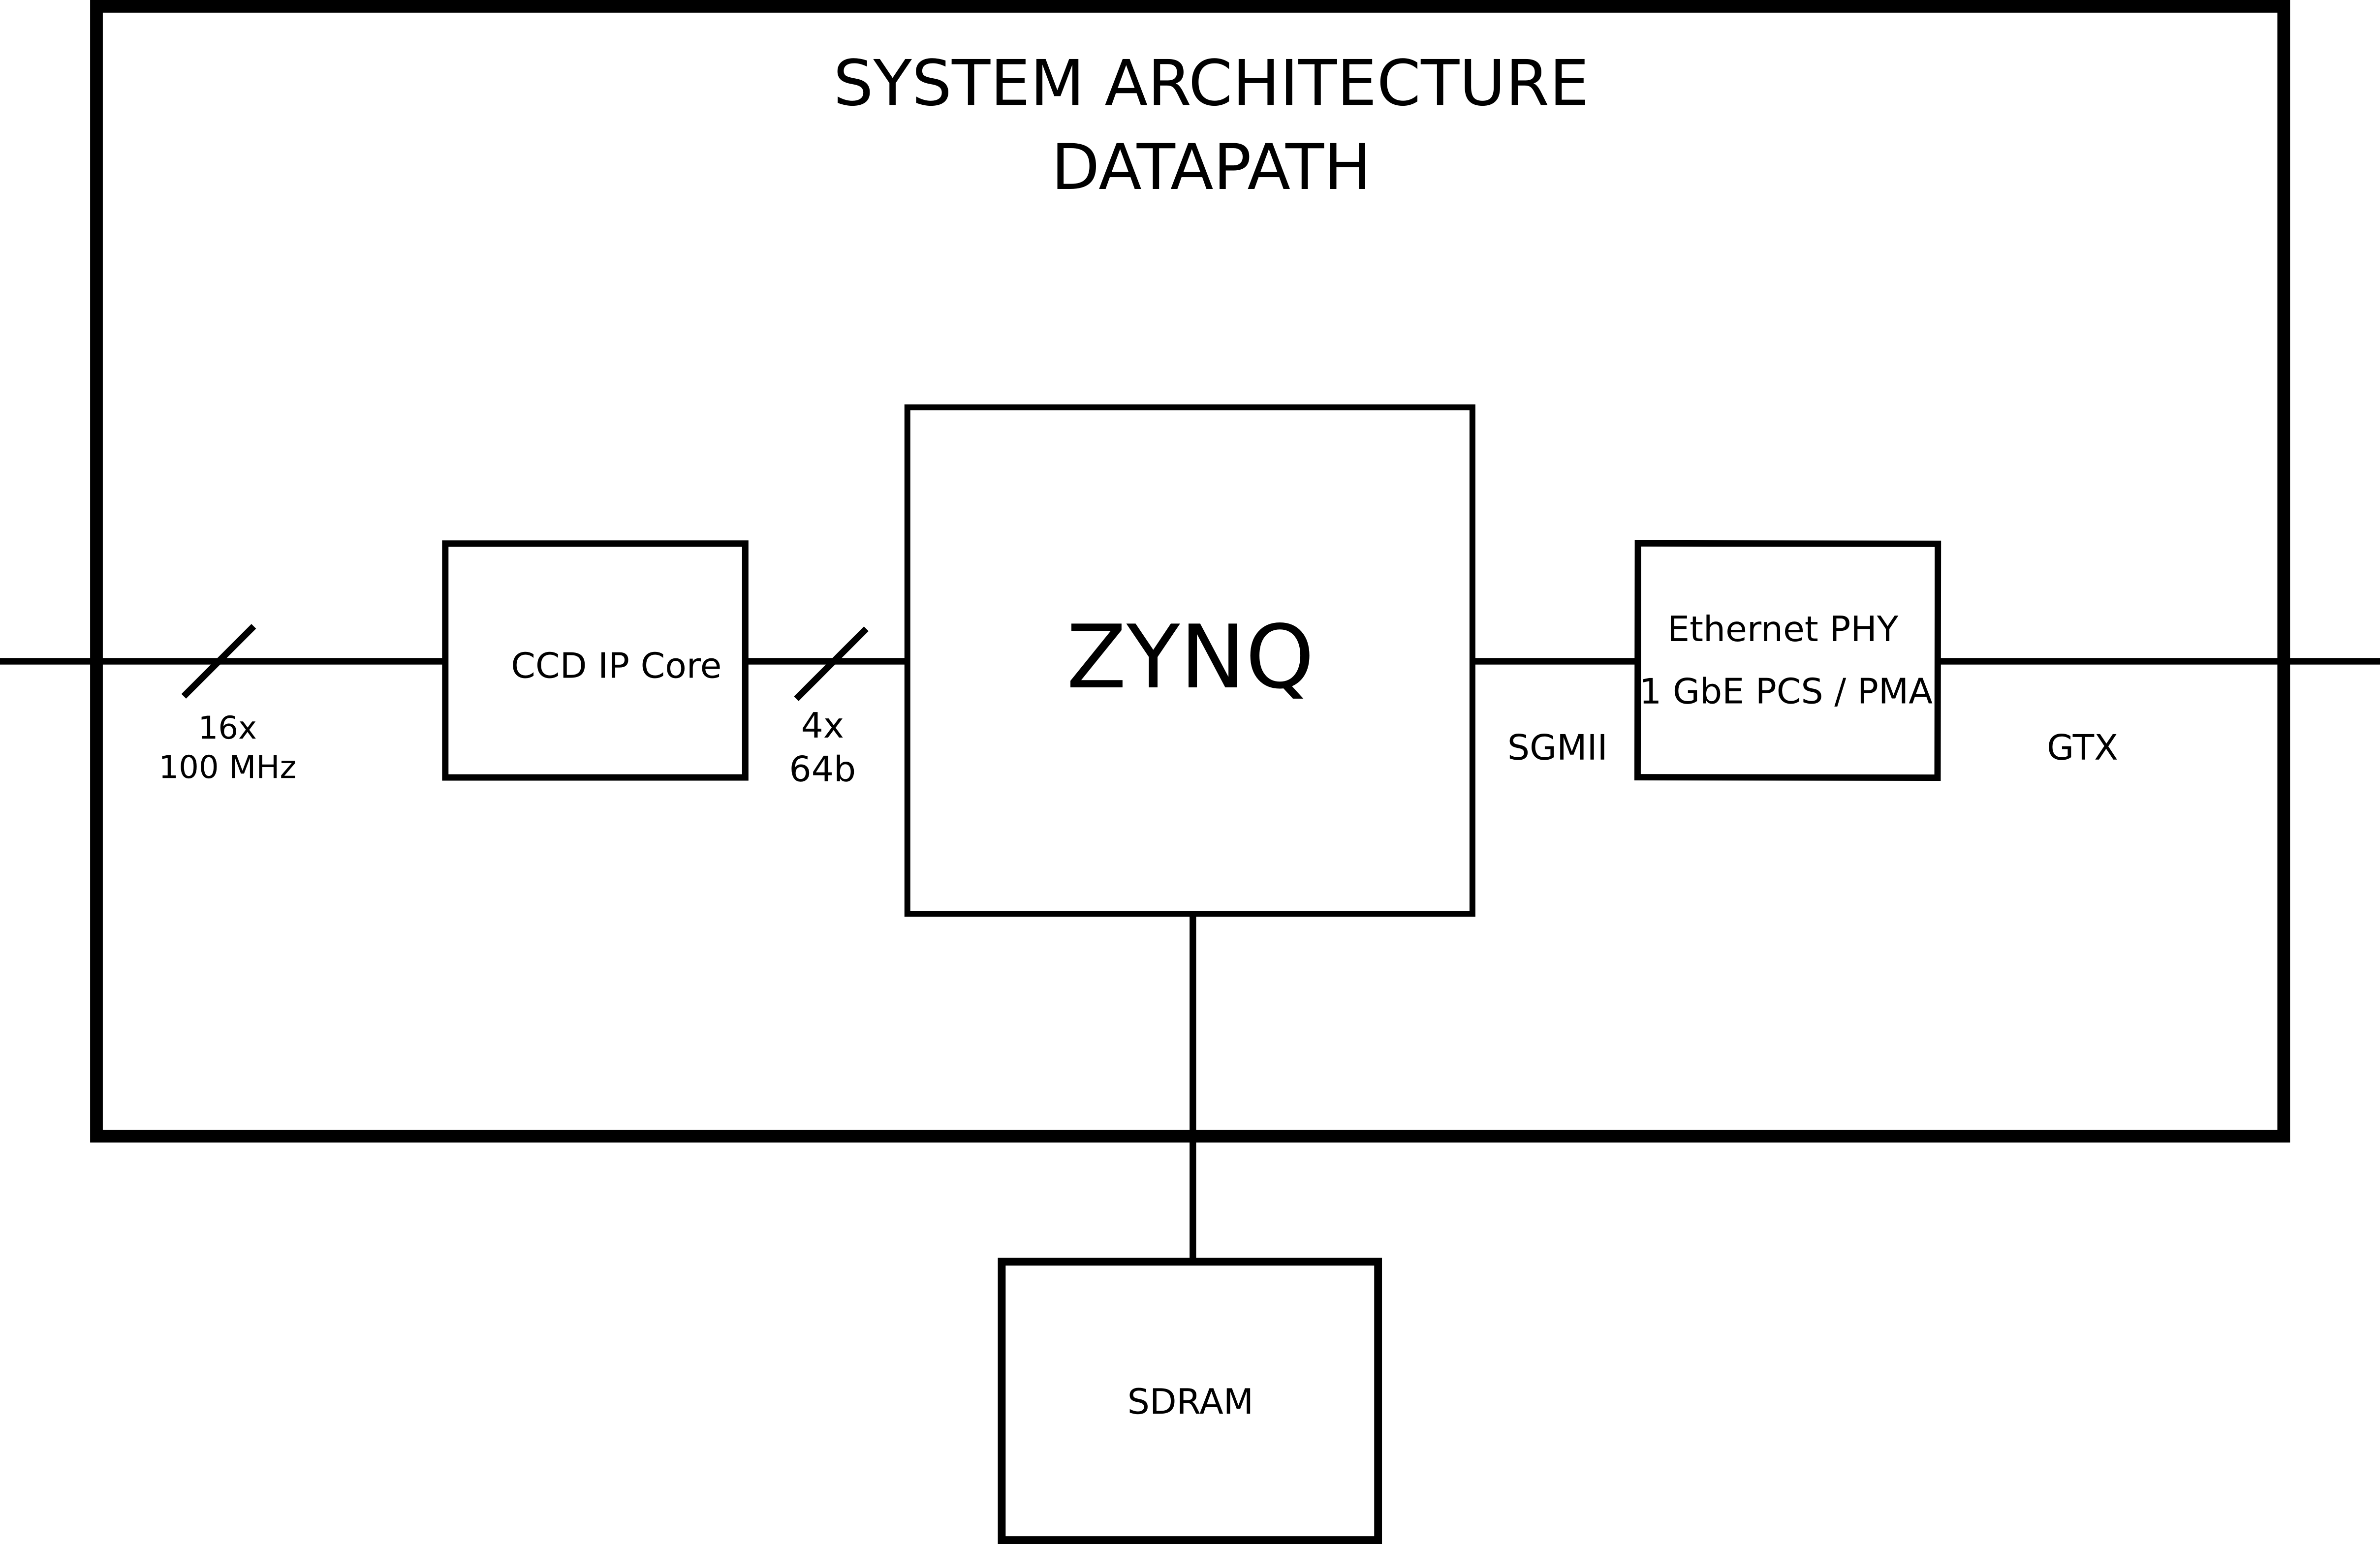 SYSTEM ARCHITECTURE
DATAPATH
16x
100 MHz
CCD IP Core
4x
64b
ZYNQ
SGMII
Ethernet PHY
1 GbE PCS / PMA
GTX
SDRAM